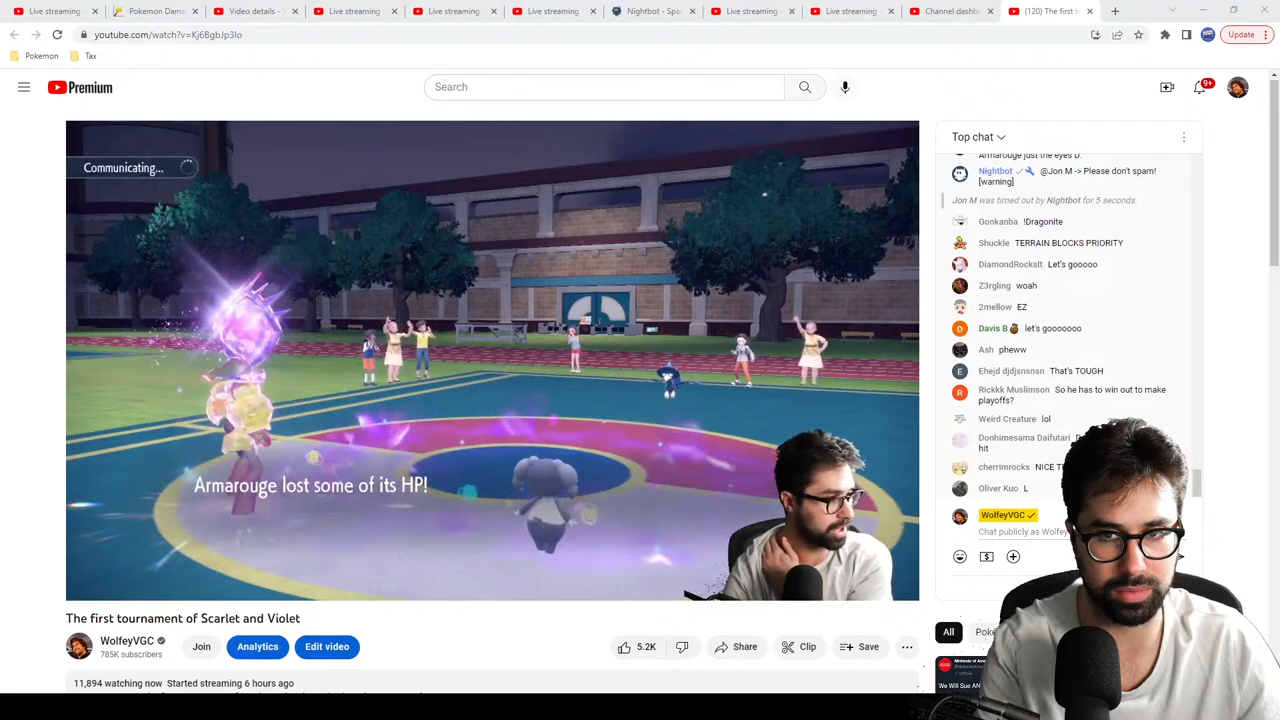 Live streaming
Pokemon Dama
Video details - Y
Live streaming
Live streaming
Live streaming
Nightbot - Spa
Live streaming
Live streaming
Channel dashb
(120) The first t
youtube.com/watch?v=Kj6BgbJp3Io
Update
Pokemon
Tax
Premium
Search
9+
Communicating...
Armarouge lost some of its HP!
Top chat
Armarouge just the eyes D:
Nightbot @Jon M -> Please don't spam!
[warning]
Jon M was timed out by Nightbot for 5 seconds.
Gonkanba !Dragonite
Shuckle TERRAIN BLOCKS PRIORITY
DiamondRocksIt Let's gooooo
Z3rgling woah
2mellow EZ
Davis B let's gooooooo
Ash pheww
Ehejd djdjsnsnsn That's TOUGH
Rickkk Muslimson So he has to win out to make
playoffs?
Weird Creature lol
Donhimesama Daifutari
hit
cherrimrocks NICE
Oliver Kuo L
WolfeyVGC
Chat publicly as Wolfey
The first tournament of Scarlet and Violet
WolfeyVGC
785K subscribers
Join
Analytics
Edit video
5.2K
Share
Clip
Save
11,894 watching now Started streaming 6 hours ago
All
Poké
Nintendo of Ame
We Will Sue AN